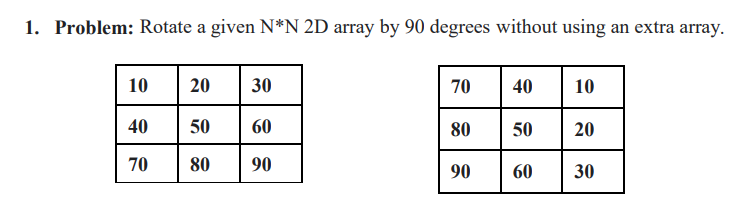 1. Problem: Rotate a given N*N 2D array by 90 degrees without using an extra array.
10 20 30
40 50 60
70 80 90
70 40 10
80 50 20
90 60 30